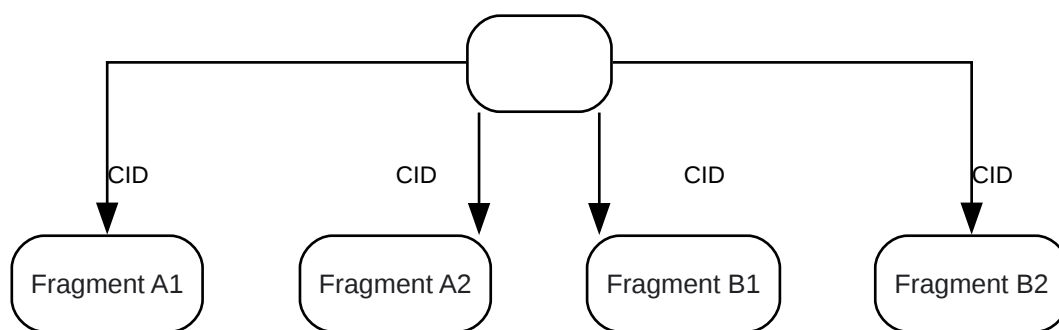 CID
CID
CID
CID
Fragment A1
Fragment A2
Fragment B1
Fragment B2